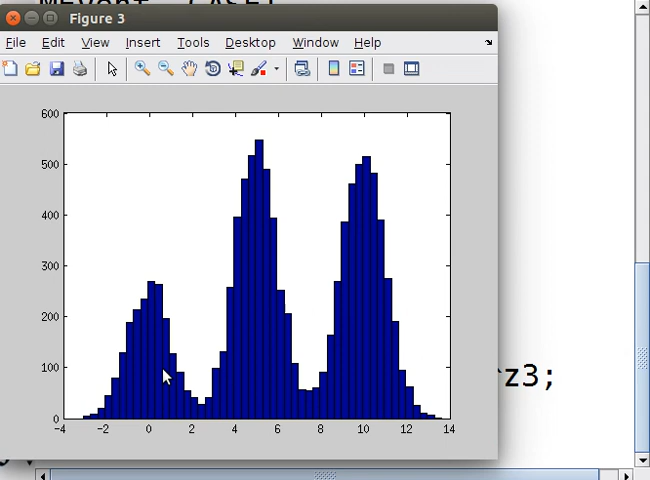 Figure 3
File Edit View Insert Tools Desktop Window Help
600
500
400
300
200
100
0
-4 -2 0 2 4 6 8 10 12 14
z3;